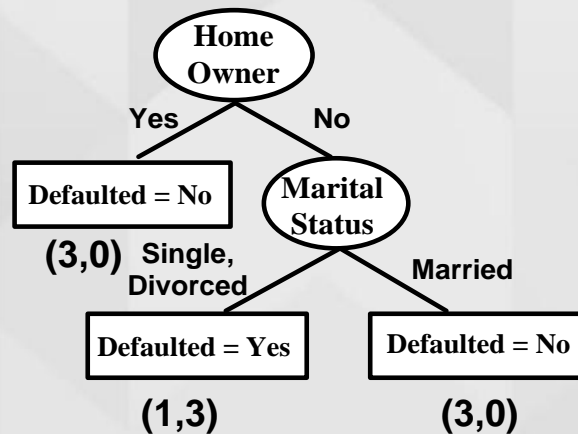 Home
Owner
Yes
No
Defaulted = No
Marital
Status
(3,0)
Single,
Divorced
Married
Defaulted = Yes
Defaulted = No
(1,3)
(3,0)